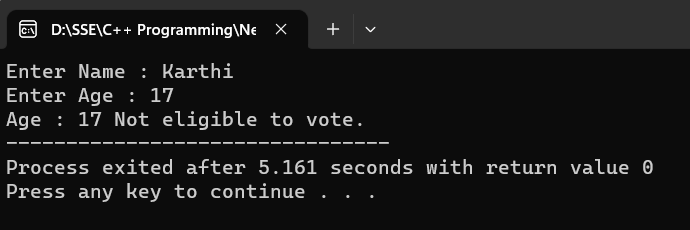 D:\SSE\C++ Programming\Ne
Enter Name : Karthi
Enter Age : 17
Age : 17 Not eligible to vote.
--------------------------------
Process exited after 5.161 seconds with return value 0
Press any key to continue . . .